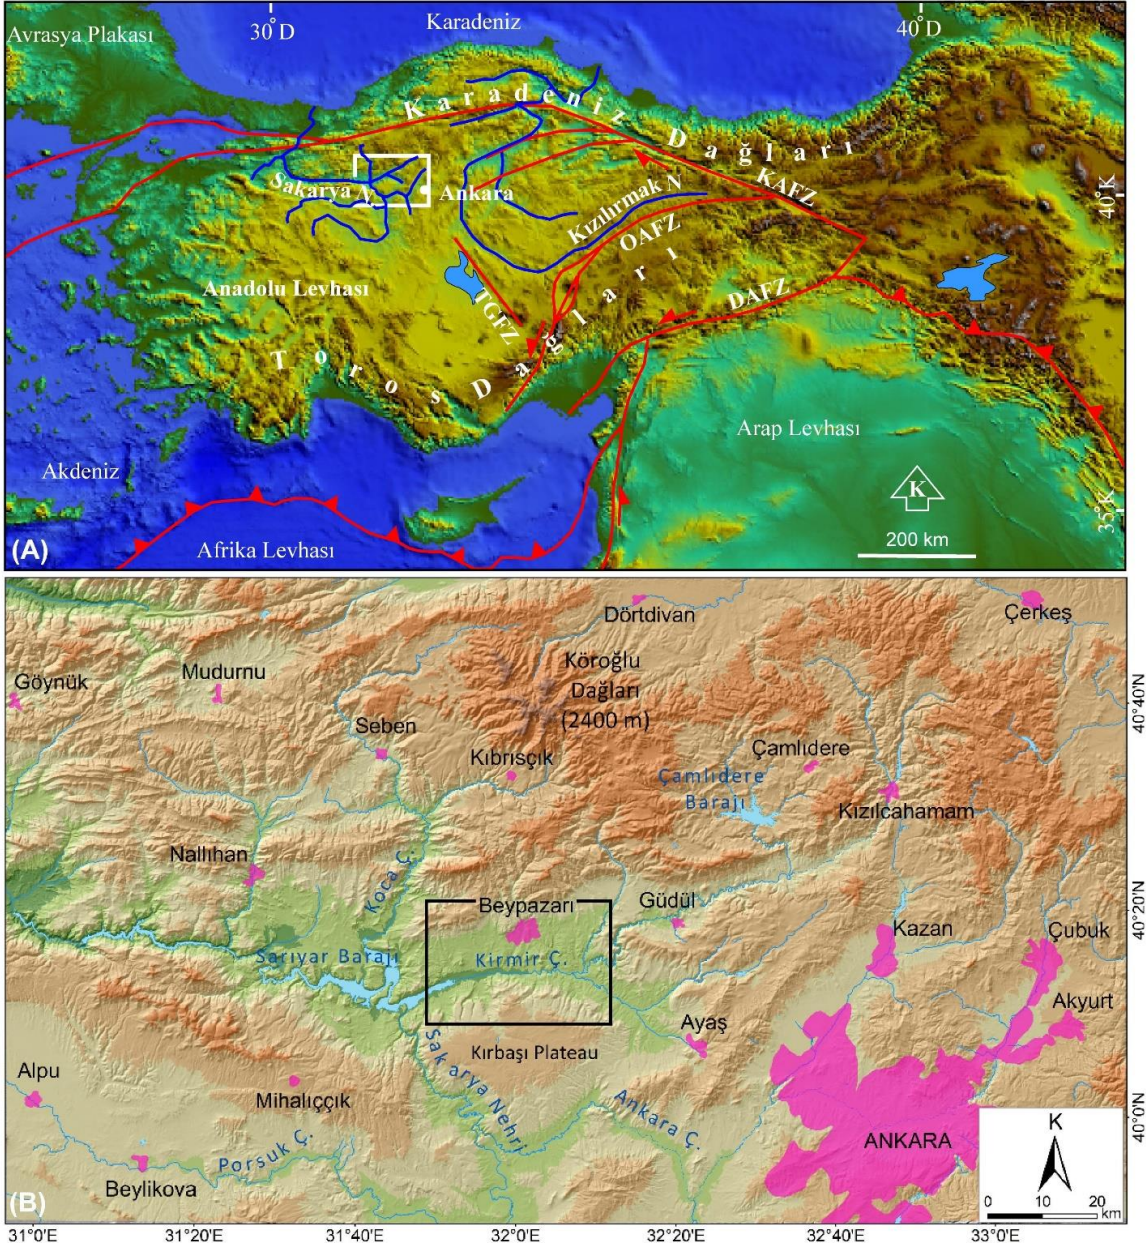 Avrasya Plakası
Karadeniz
30°D
40°D
Karadeniz Dağları
Sakarya N.
Ankara
Kızılırmak N
KAFZ
OAFZ
40°K
Anadolu Levhası
TGFZ
DAFZ
Toros Dağları
Arap Levhası
Akdeniz
K
35°K
Afrika Levhası
200 km
(A)
Dörtdivan
Çerkeş
Göynük
Mudurnu
Köroğlu
Dağları
(2400 m)
40°40'N
Seben
Kıbrısçık
Çamlıdere
Çamlıdere
Barajı
Kızılcahamam
Nallıhan
Koca Ç.
Beypazarı
Güdül
40°20'N
Kazan
Çubuk
Sarıyar Barajı
Kirmir Ç.
Akyurt
Ayaş
Kırbaşı Plateau
Sakarya Nehri
Alpu
Mihalıççık
Ankara Ç.
40°0'N
Porsuk Ç.
ANKARA
K
Beylikova
0 10 20
km
(B)
31°0'E 31°20'E 31°40'E 32°0'E 32°20'E 32°40'E 33°0'E